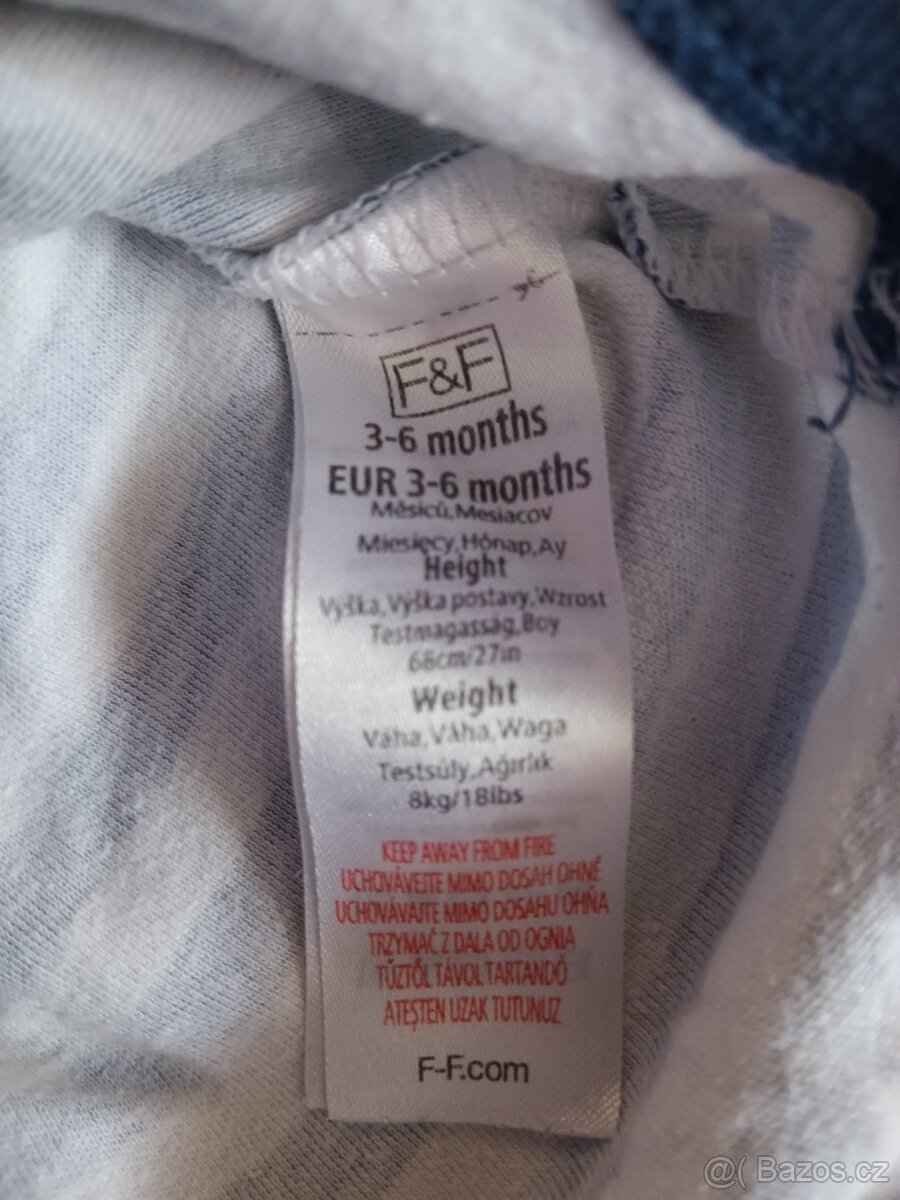 F&F
3-6 months
EUR 3-6 months
Měsíců,Mesiacov
Miesięcy,Hónap,Ay
Height
Výška,Výška postavy,Wzrost
Testmagasság,Boy
68cm/27in
Weight
Váha,Váha,Waga
Testsúly,Ağırlık
8kg/18lbs
KEEP AWAY FROM FIRE
UCHOVÁVEJTE MIMO DOSAH OHNĚ
UCHOVÁVAJTE MIMO DOSAHU OHŇA
TRZYMAĆ Z DALA OD OGNIA
TŰZTŐL TÁVOL TARTANDÓ
ATEŞTEN UZAK TUTUNUZ
F-F.com
@( Bazos.cz